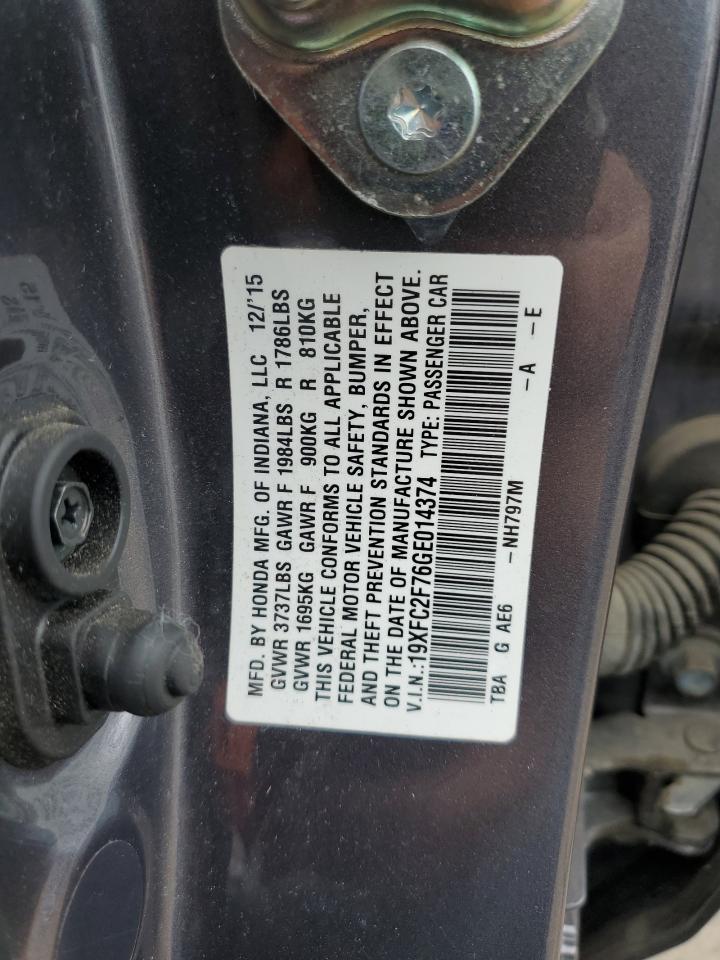 MFD. BY HONDA MFG. OF INDIANA, LLC 12/'15
GVWR 3737LBS GAWR F 1984LBS R 1786LBS
GVWR 1695KG GAWR F 900KG R 810KG
THIS VEHICLE CONFORMS TO ALL APPLICABLE
FEDERAL MOTOR VEHICLE SAFETY, BUMPER,
AND THEFT PREVENTION STANDARDS IN EFFECT
ON THE DATE OF MANUFACTURE SHOWN ABOVE.
V.I.N.:19XFC2F76GE014374 TYPE: PASSENGER CAR
TBA G AE6 -NH797M -A -E